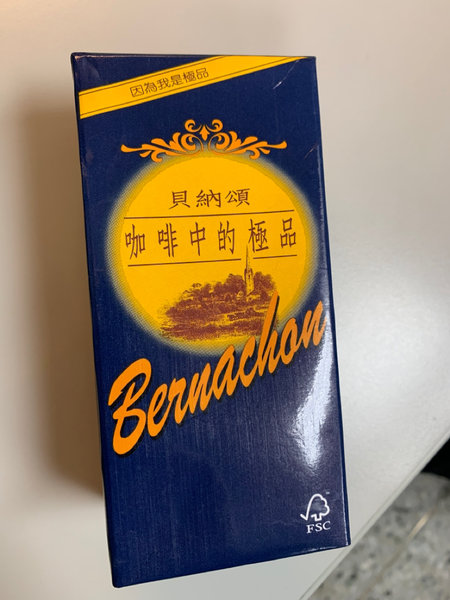 因為我是極品
貝納頌
咖啡中的極品
Bernachon
FSC